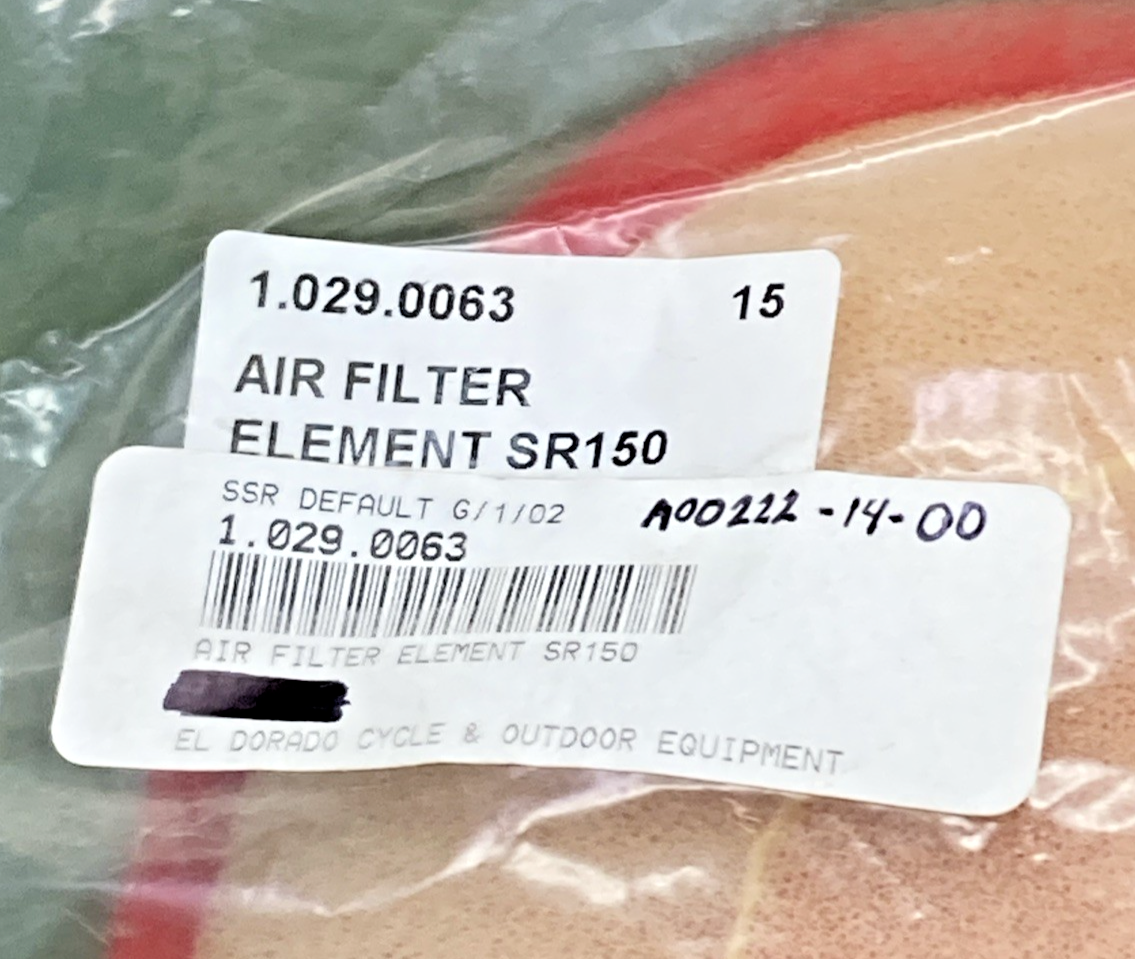 1.029.0063 15
AIR FILTER
ELEMENT SR150
SSR DEFAULT G/1/02
A00222-14-00
1.029.0063
AIR FILTER ELEMENT SR150
EL DORADO CYCLE & OUTDOOR EQUIPMENT